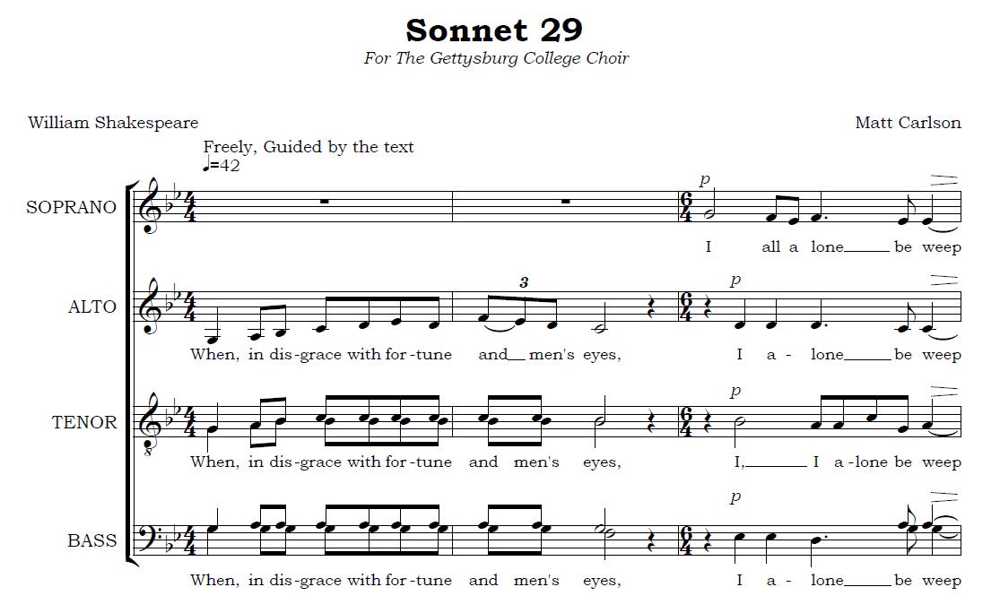 Sonnet 29
For The Gettysburg College Choir
William Shakespeare
Matt Carlson
Freely, Guided by the text
♩=42
SOPRANO
p
I all a lone____ be weep
ALTO
3
p
When, in dis-grace with for-tune and__ men's eyes, I a - lone____ be weep
TENOR
p
When, in dis-grace with for-tune and men's eyes, I,______ I a-lone be weep
BASS
p
When, in dis-grace with for-tune and men's eyes, I a - lone____ be weep